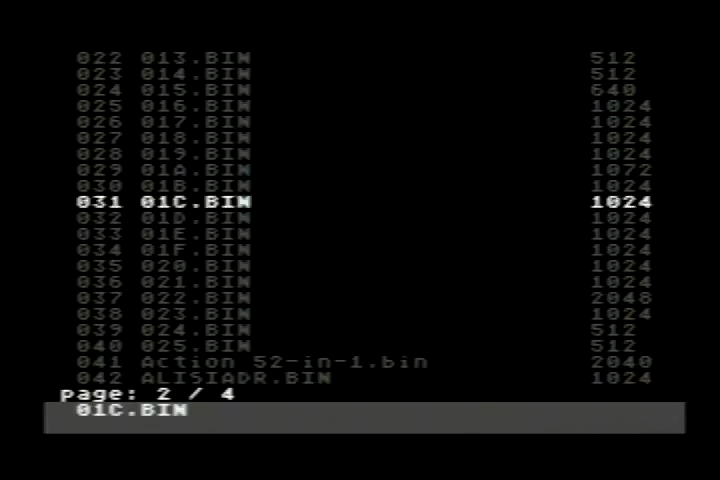 022 013.BIN 512
023 014.BIN 512
024 015.BIN 640
025 016.BIN 1024
026 017.BIN 1024
027 018.BIN 1024
028 019.BIN 1024
029 01A.BIN 1072
030 01B.BIN 1024
031 01C.BIN 1024
032 01D.BIN 1024
033 01E.BIN 1024
034 01F.BIN 1024
035 020.BIN 1024
036 021.BIN 1024
037 022.BIN 2048
038 023.BIN 1024
039 024.BIN 512
040 025.BIN 512
041 Action 52-in-1.bin 2040
042 ALISIADR.BIN 1024
page: 2 / 4
01C.BIN